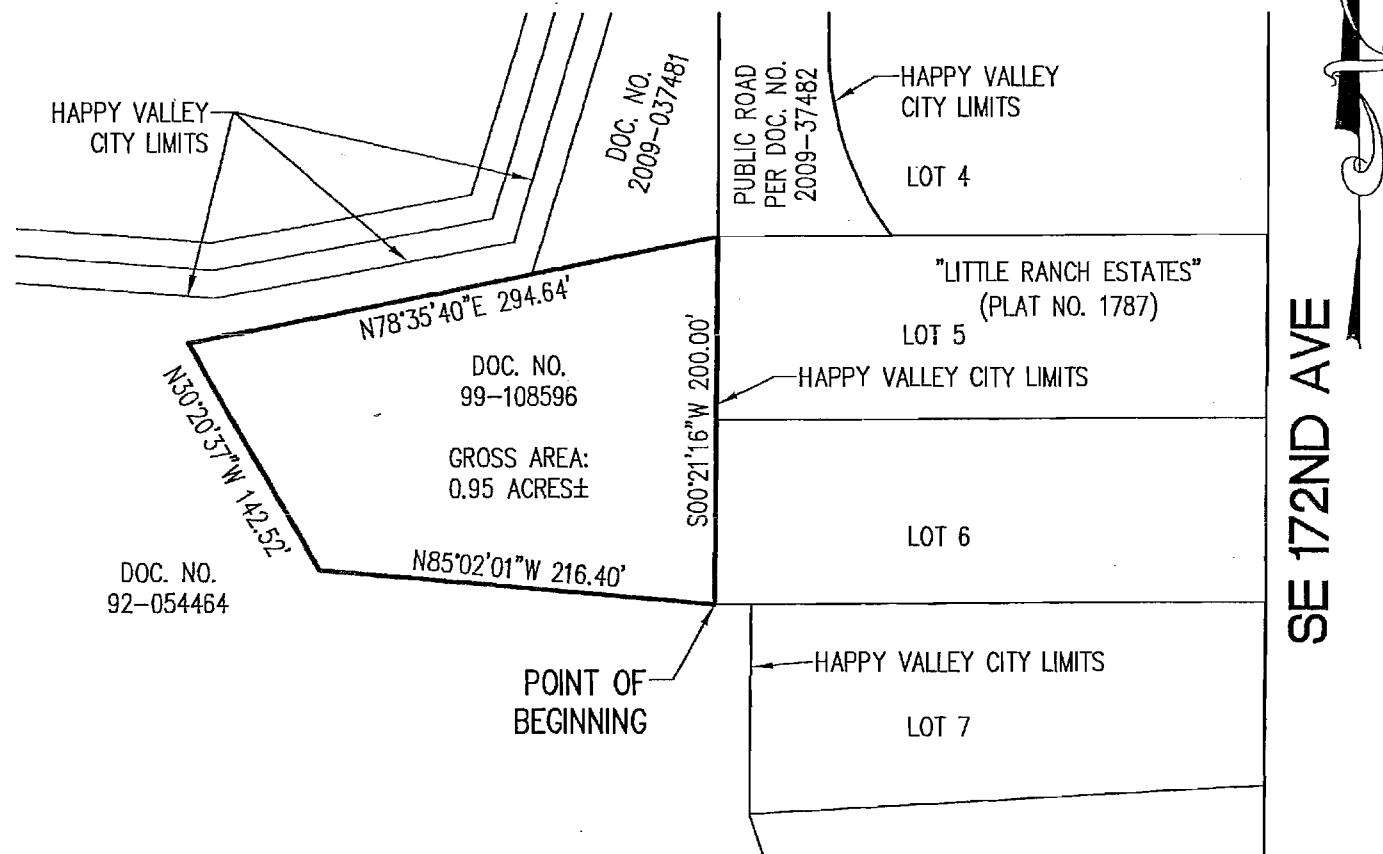 HAPPY VALLEY
CITY LIMITS
DOC. NO.
2009-037481
PUBLIC ROAD
PER DOC. NO.
2009-37482
HAPPY VALLEY
CITY LIMITS
LOT 4
"LITTLE RANCH ESTATES"
(PLAT NO. 1787)
LOT 5
HAPPY VALLEY CITY LIMITS
N78°35'40"E 294.64'
DOC. NO.
99-108596
GROSS AREA:
0.95 ACRES±
N30°20'37"W 142.52'
S00°21'16"W 200.00'
N85°02'01"W 216.40'
DOC. NO.
92-054464
LOT 6
POINT OF
BEGINNING
HAPPY VALLEY CITY LIMITS
LOT 7
SE 172ND AVE